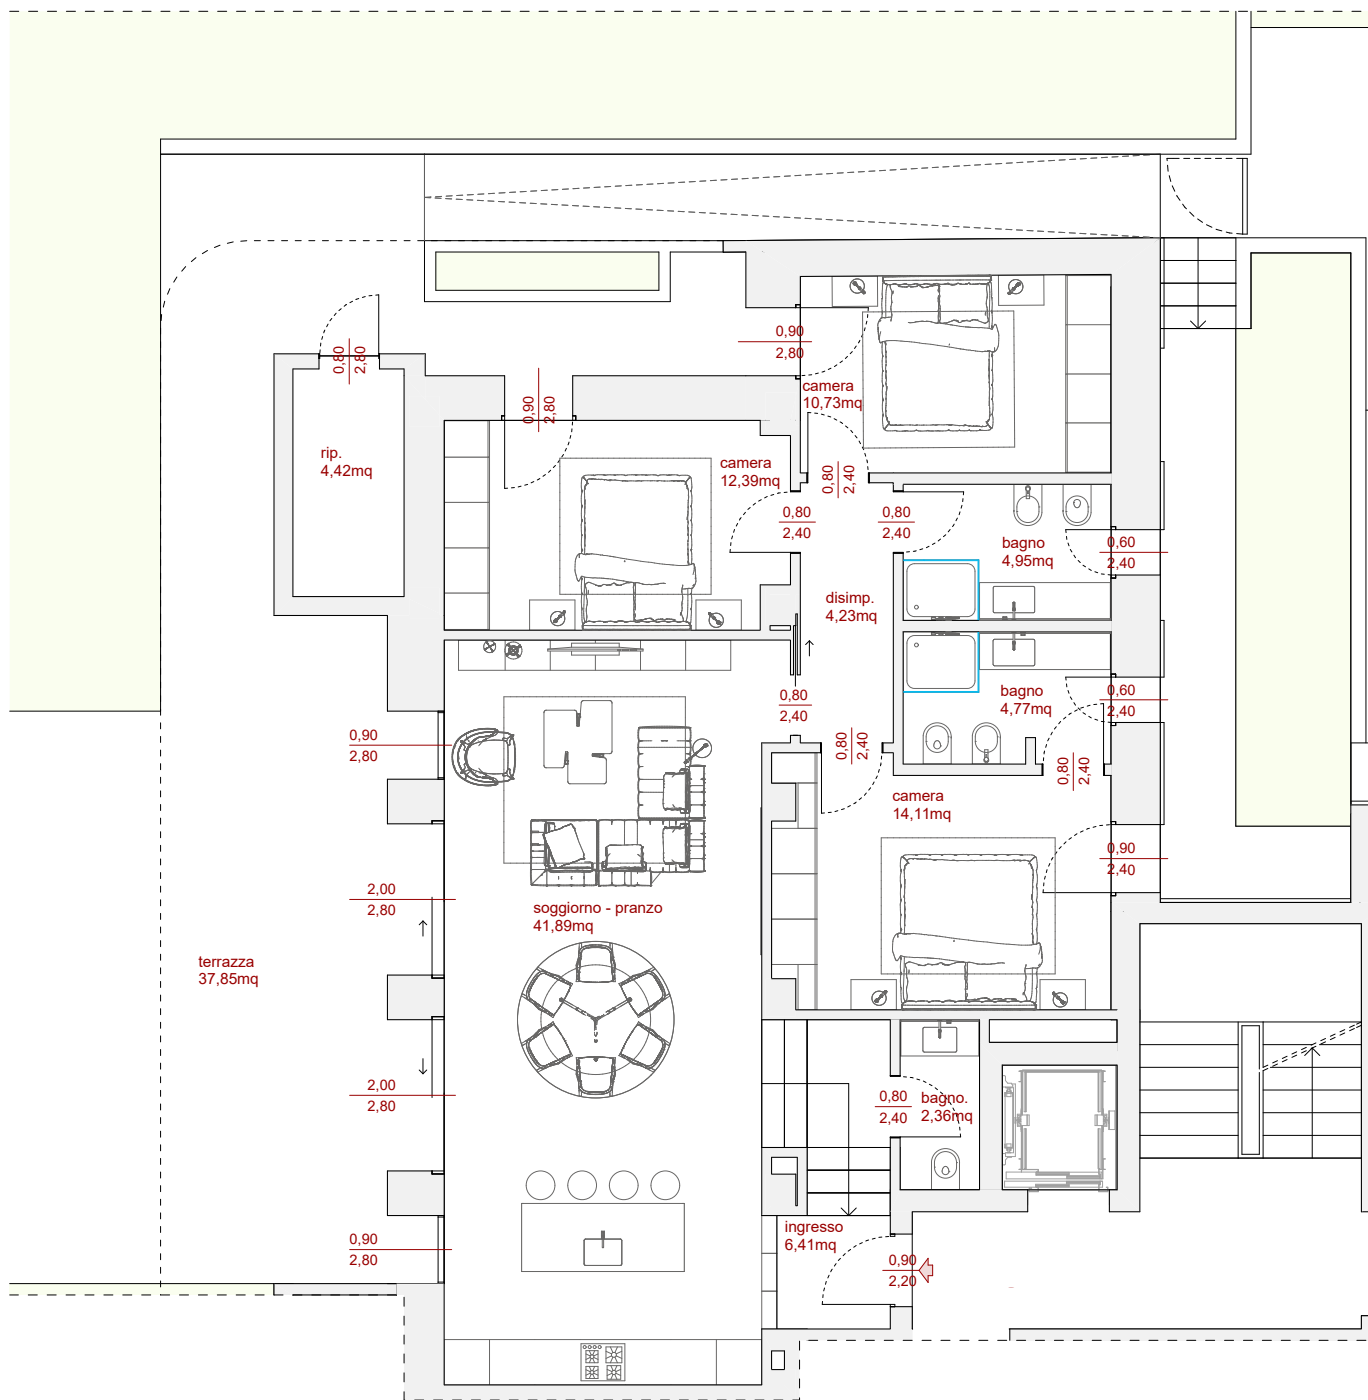 0,90
2,80
camera
10,73mq
0,80
2,80
0,90
2,80
rip.
4,42mq
camera
12,39mq
0,80
2,40
0,80
2,40
0,80
2,40
bagno
4,95mq
0,60
2,40
disimp.
4,23mq
0,80
2,40
bagno
4,77mq
0,60
2,40
0,90
2,80
0,80
2,40
0,80
2,40
camera
14,11mq
0,90
2,40
2,00
2,80
soggiorno - pranzo
41,89mq
terrazza
37,85mq
2,00
2,80
0,80
2,40
bagno.
2,36mq
0,90
2,80
ingresso
6,41mq
0,90
2,20